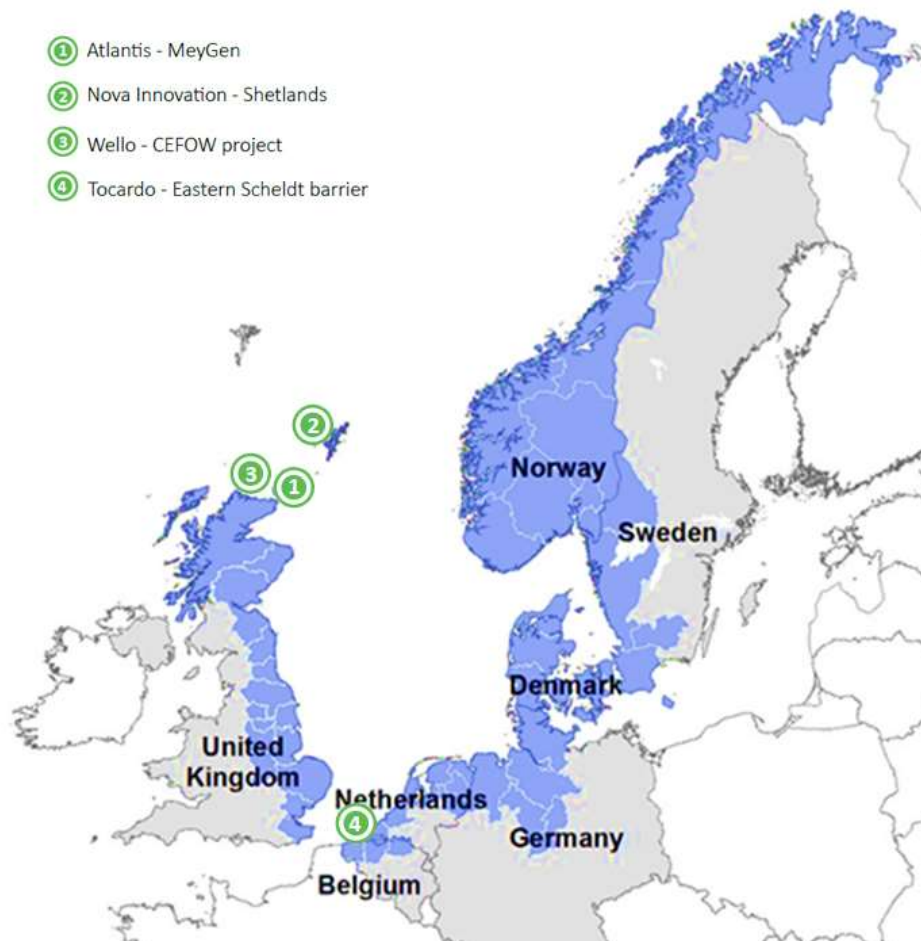 1 Atlantis - MeyGen
2 Nova Innovation - Shetlands
3 Wello - CEFOW project
4 Tocardo - Eastern Scheldt barrier
2
3
1
Norway
Sweden
Denmark
United
Kingdom
Netherlands
4
Germany
Belgium